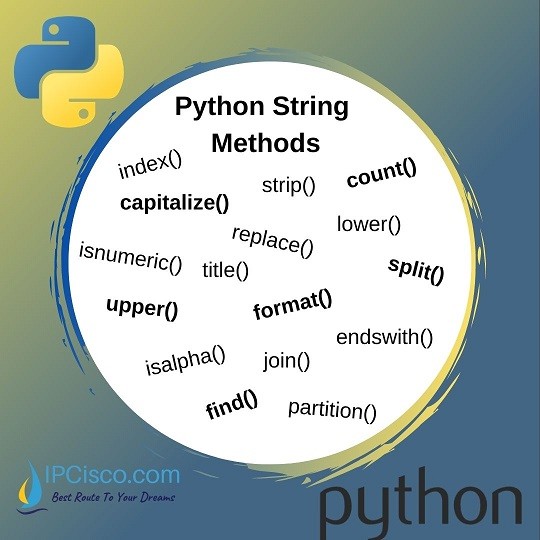 Python String
Methods
index()
strip()
count()
capitalize()
lower()
replace()
isnumeric()
title()
split()
upper()
format()
endswith()
isalpha()
join()
find()
partition()
IPCisco.com
Best Route To Your Dreams
python